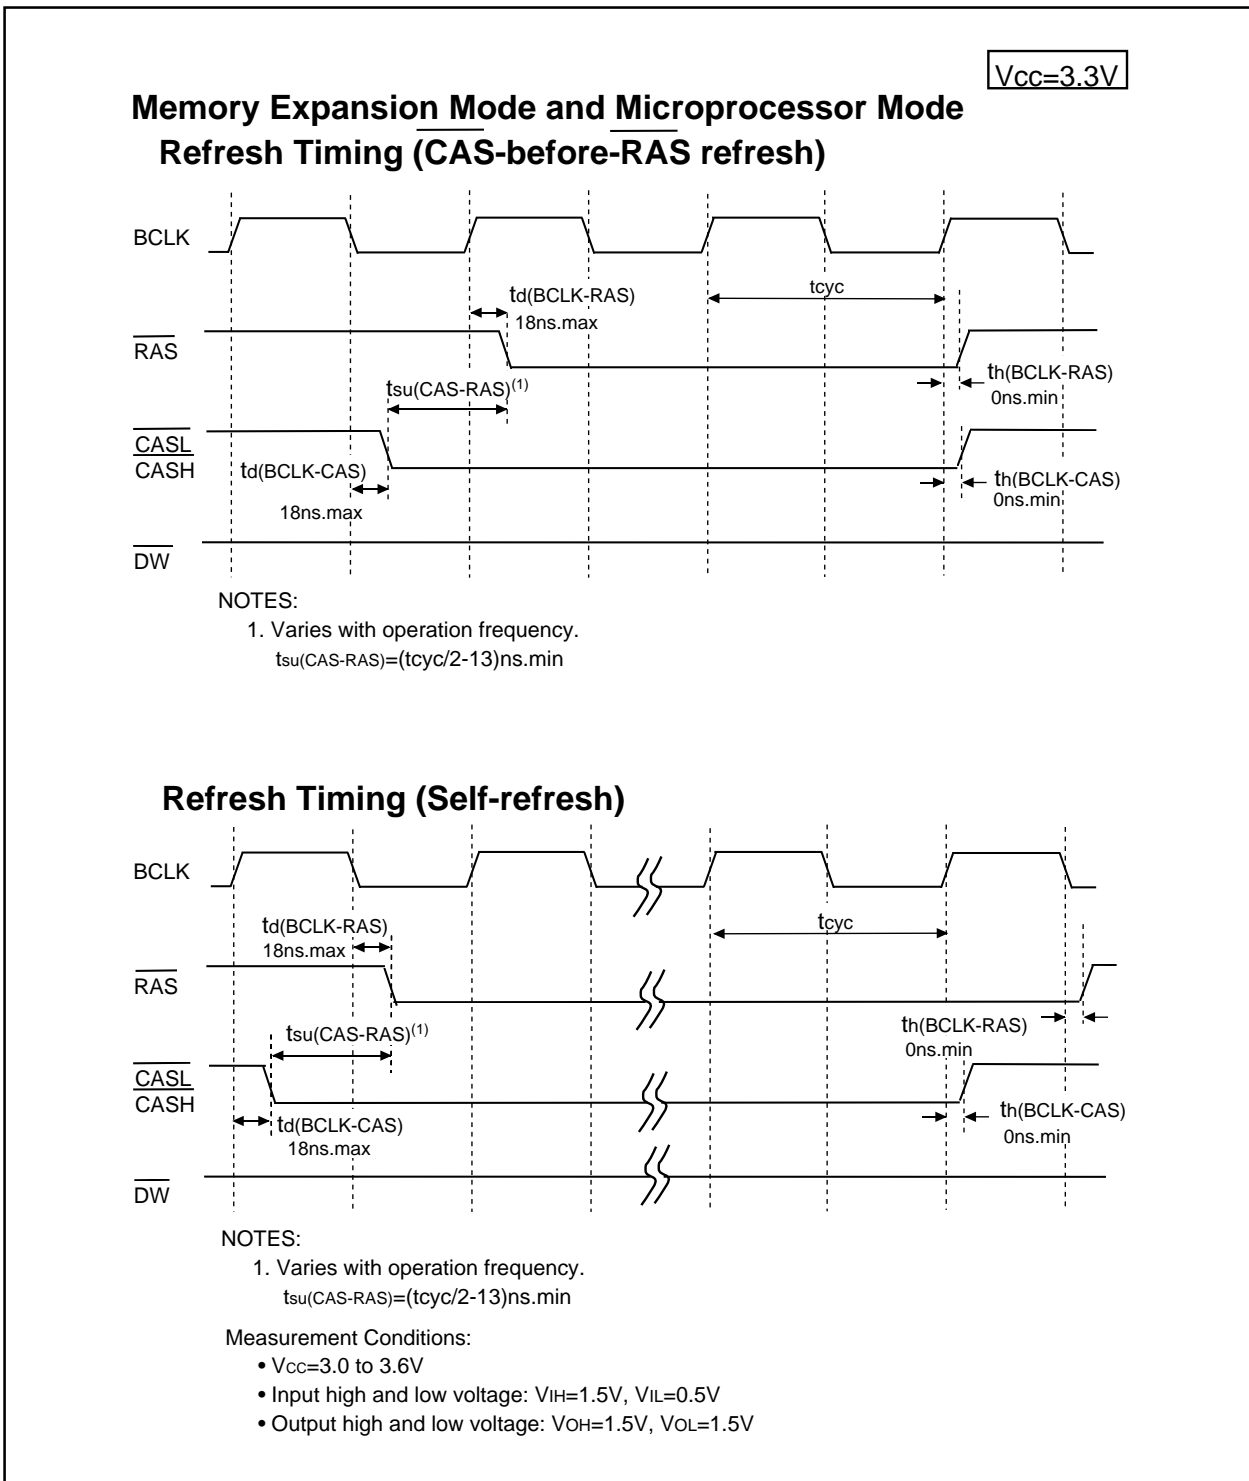 Vcc=3.3V
Memory Expansion Mode and Microprocessor Mode
Refresh Timing (CAS-before-RAS refresh)
BCLK
td(BCLK-RAS)
18ns.max
tcyc
RAS
th(BCLK-RAS)
0ns.min
tsu(CAS-RAS)(1)
CASL
CASH
td(BCLK-CAS)
18ns.max
th(BCLK-CAS)
0ns.min
DW
NOTES:
1. Varies with operation frequency.
tsu(CAS-RAS)=(tcyc/2-13)ns.min
Refresh Timing (Self-refresh)
BCLK
td(BCLK-RAS)
18ns.max
tcyc
RAS
tsu(CAS-RAS)(1)
th(BCLK-RAS)
0ns.min
CASL
CASH
td(BCLK-CAS)
18ns.max
th(BCLK-CAS)
0ns.min
DW
NOTES:
1. Varies with operation frequency.
tsu(CAS-RAS)=(tcyc/2-13)ns.min
Measurement Conditions:
• VCC=3.0 to 3.6V
• Input high and low voltage: VIH=1.5V, VIL=0.5V
• Output high and low voltage: VOH=1.5V, VOL=1.5V